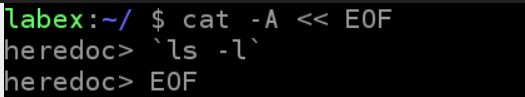 labex:~/ $ cat -A << EOF
heredoc> `ls -l`
heredoc> EOF